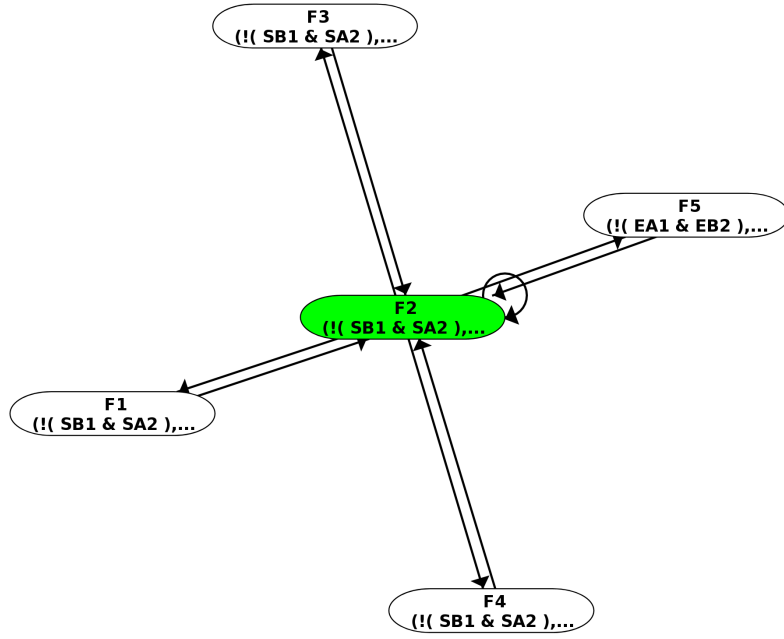 F3
(!( SB1 & SA2 ),...
F5
(!( EA1 & EB2 ),...
F2
(!( SB1 & SA2 ),...
F1
(!( SB1 & SA2 ),...
F4
(!( SB1 & SA2 ),...